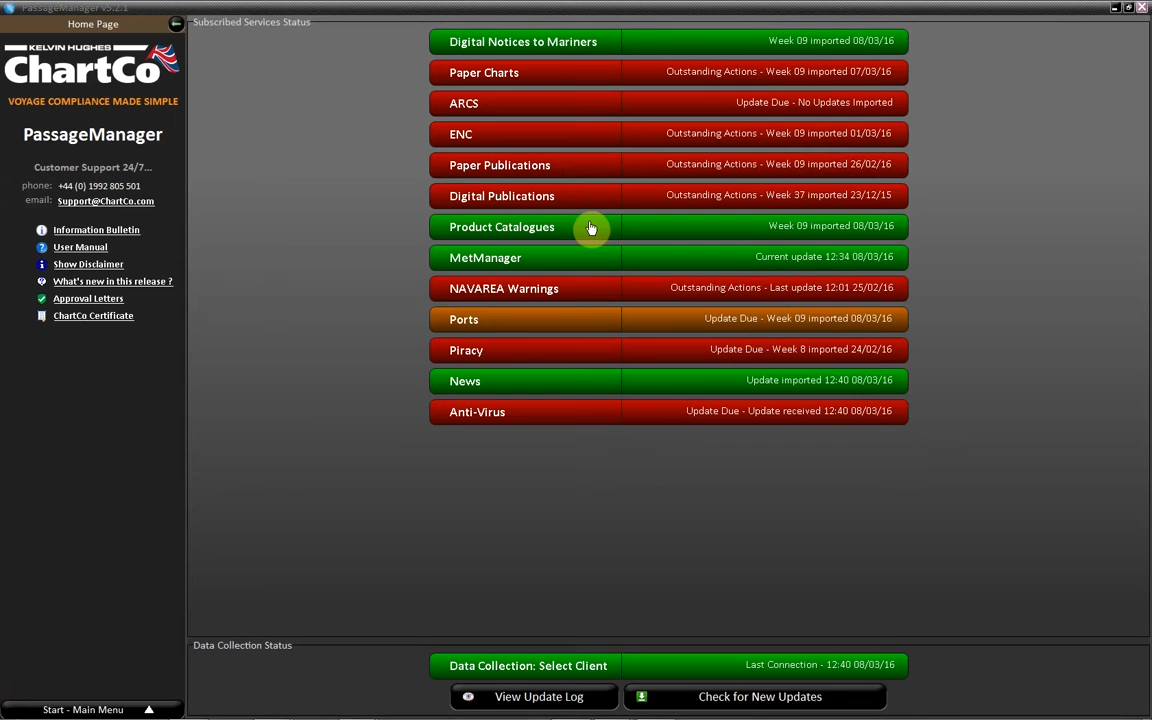 PassageManager v5.2.1
Home Page
KELVIN HUGHES
ChartCo
VOYAGE COMPLIANCE MADE SIMPLE
PassageManager
Customer Support 24/7...
phone: +44 (0) 1992 805 501
email: Support@ChartCo.com
Information Bulletin
User Manual
Show Disclaimer
What's new in this release ?
Approval Letters
ChartCo Certificate
Start - Main Menu
Subscribed Services Status
Digital Notices to Mariners Week 09 imported 08/03/16
Paper Charts Outstanding Actions - Week 09 imported 07/03/16
ARCS Update Due - No Updates Imported
ENC Outstanding Actions - Week 09 imported 01/03/16
Paper Publications Outstanding Actions - Week 09 imported 26/02/16
Digital Publications Outstanding Actions - Week 37 imported 23/12/15
Product Catalogues Week 09 imported 08/03/16
MetManager Current update 12:34 08/03/16
NAVAREA Warnings Outstanding Actions - Last update 12:01 25/02/16
Ports Update Due - Week 09 imported 08/03/16
Piracy Update Due - Week 8 imported 24/02/16
News Update imported 12:40 08/03/16
Anti-Virus Update Due - Update received 12:40 08/03/16
Data Collection Status
Data Collection: Select Client Last Connection - 12:40 08/03/16
View Update Log Check for New Updates